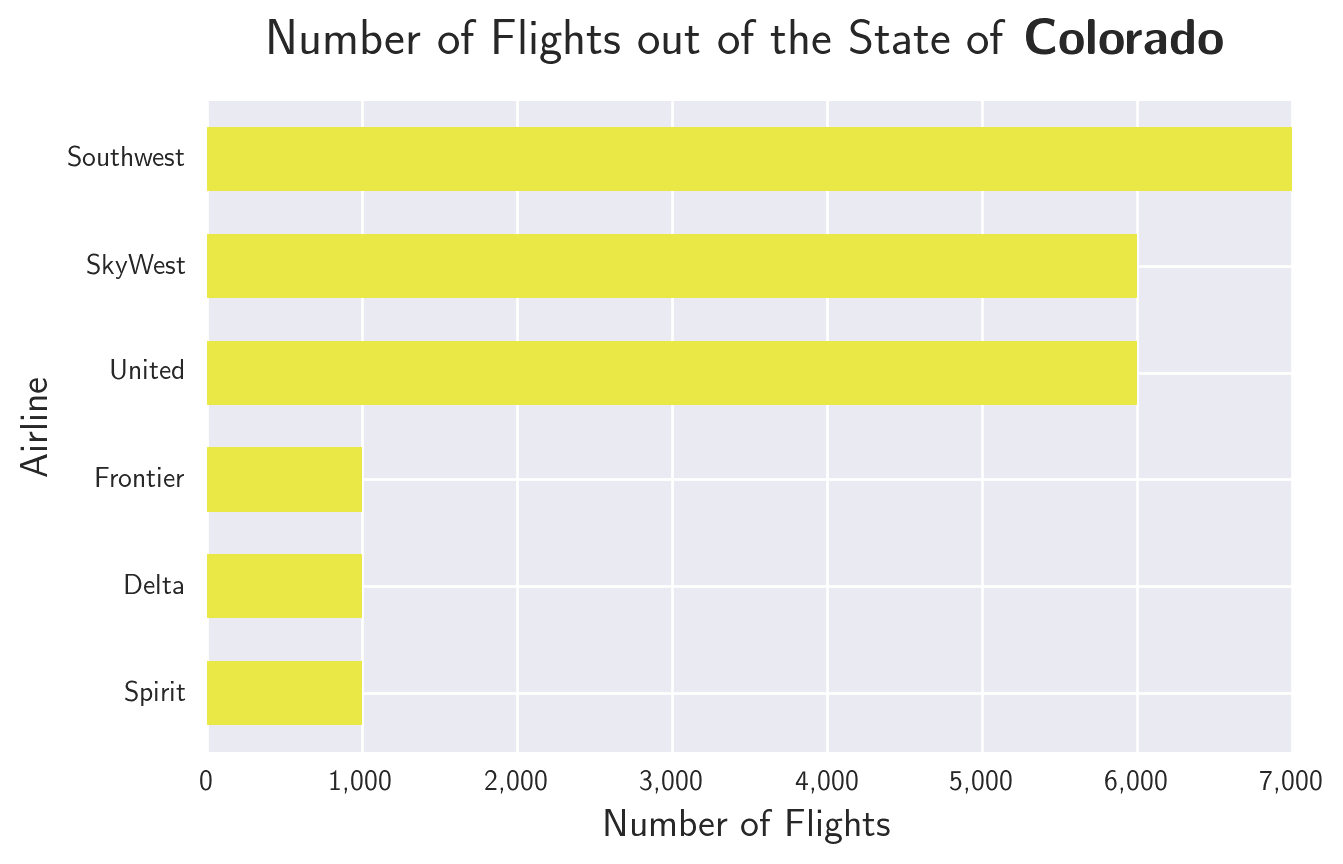 Number of Flights out of the State of Colorado
Southwest
SkyWest
United
Frontier
Delta
Spirit
Airline
0 1,000 2,000 3,000 4,000 5,000 6,000 7,000
Number of Flights